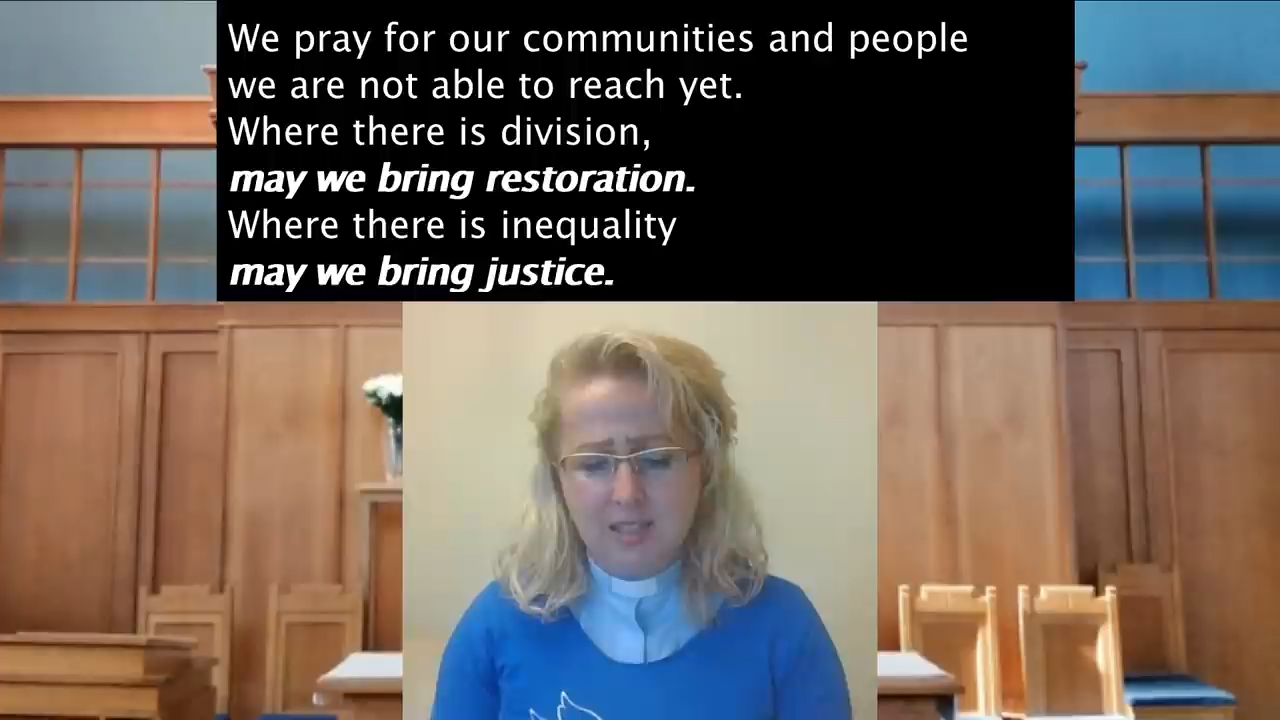 We pray for our communities and people
we are not able to reach yet.
Where there is division,
may we bring restoration.
Where there is inequality
may we bring justice.